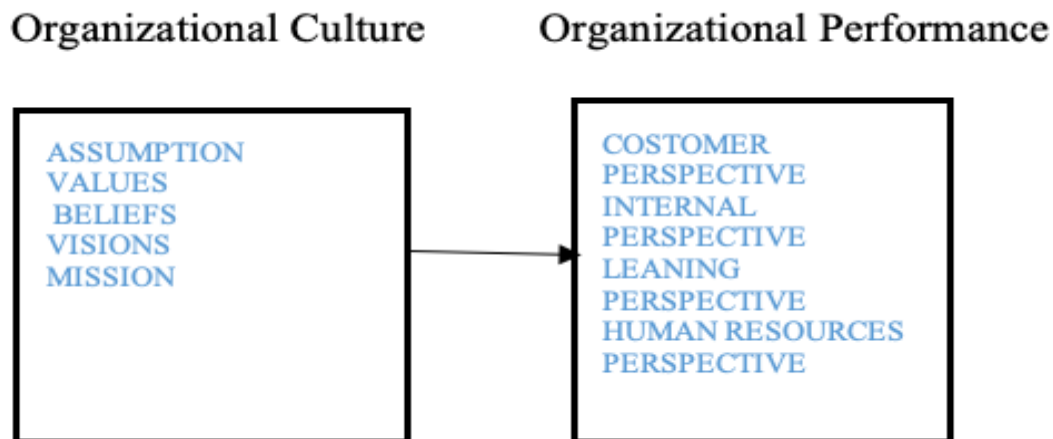 Organizational Culture
Organizational Performance
ASSUMPTION
VALUES
BELIEFS
VISIONS
MISSION
COSTOMER
PERSPECTIVE
INTERNAL
PERSPECTIVE
LEANING
PERSPECTIVE
HUMAN RESOURCES
PERSPECTIVE